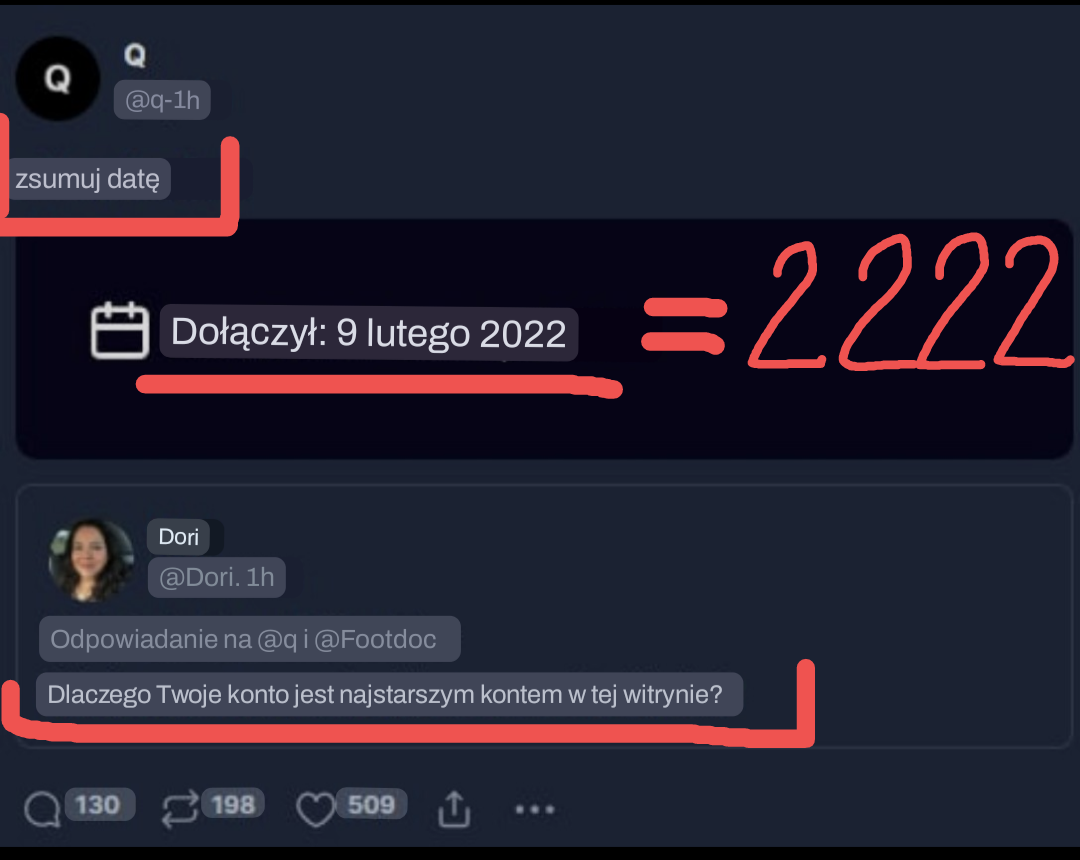 Q
Q
@q-1h
zsumuj datę
Dołączył: 9 lutego 2022 = 2222
Dori
@Dori. 1h
Odpowiadanie na @q i @Footdoc
Dlaczego Twoje konto jest najstarszym kontem w tej witrynie?
130 198 509